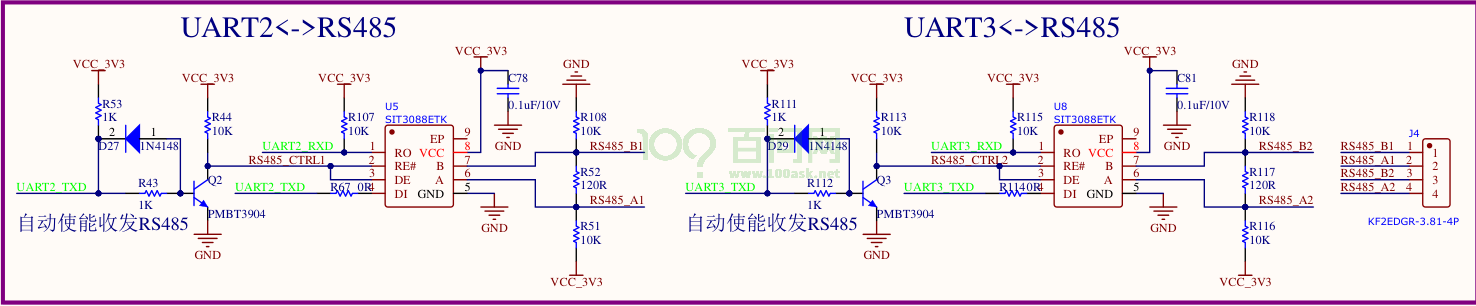 UART2<->RS485
VCC_3V3
VCC_3V3
VCC_3V3
VCC_3V3
GND
R53
1K
D27
2
1
1N4148
R44
10K
R107
10K
U5
SIT3088ETK
C78
0.1uF/10V
GND
R108
10K
UART2_RXD
RS485_CTRL1
UART2_TXD
R43
1K
Q2
PMBT3904
GND
UART2_TXD
R67 0R
1 RO
2 RE#
3 DE
4 DI
EP 9
VCC 8
B 7
A 6
GND 5
GND
RS485_B1
R52
120R
RS485_A1
R51
10K
VCC_3V3
自动使能收发RS485
百问网
www.100ask.net
UART3<->RS485
VCC_3V3
VCC_3V3
VCC_3V3
VCC_3V3
GND
R111
1K
D29
2
1
1N4148
R113
10K
R115
10K
U8
SIT3088ETK
C81
0.1uF/10V
GND
R118
10K
UART3_RXD
RS485_CTRL2
UART3_TXD
R112
1K
Q3
PMBT3904
GND
UART3_TXD
R114 0R
1 RO
2 RE#
3 DE
4 DI
EP 9
VCC 8
B 7
A 6
GND 5
GND
RS485_B2
R117
120R
RS485_A2
R116
10K
VCC_3V3
自动使能收发RS485
J4
RS485_B1 1 1
RS485_A1 2 2
RS485_B2 3 3
RS485_A2 4 4
KF2EDGR-3.81-4P